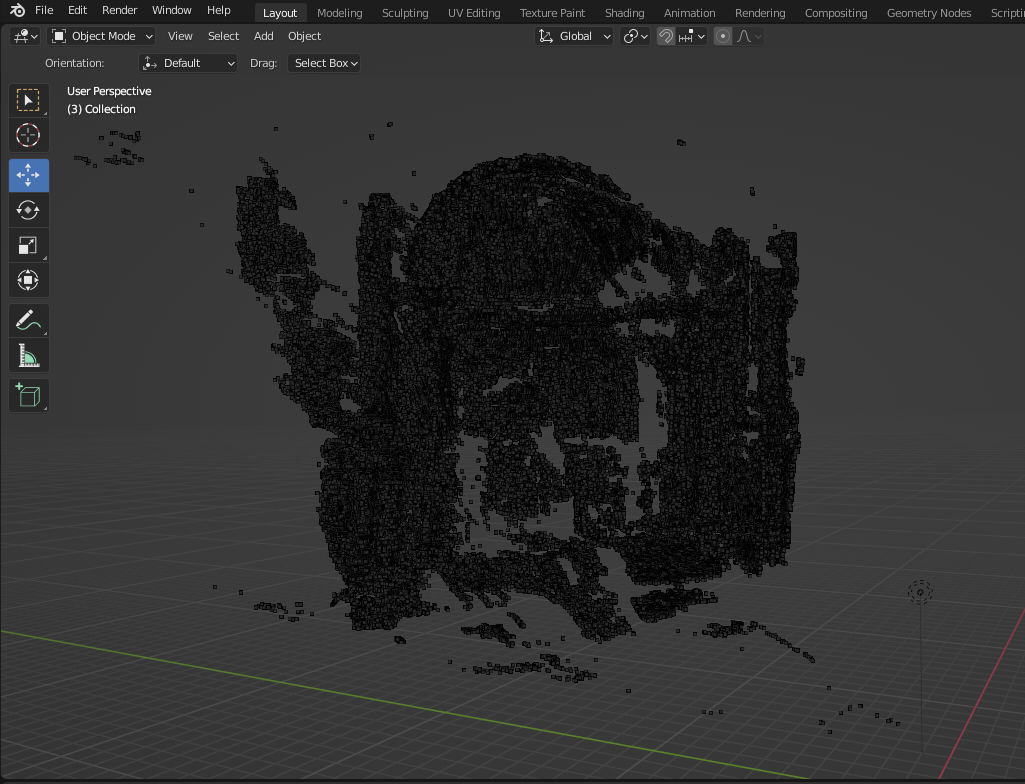 File Edit Render Window Help Layout Modeling Sculpting UV Editing Texture Paint Shading Animation Rendering Compositing Geometry Nodes Scripti
Object Mode View Select Add Object Global
Orientation: Default Drag: Select Box
User Perspective
(3) Collection